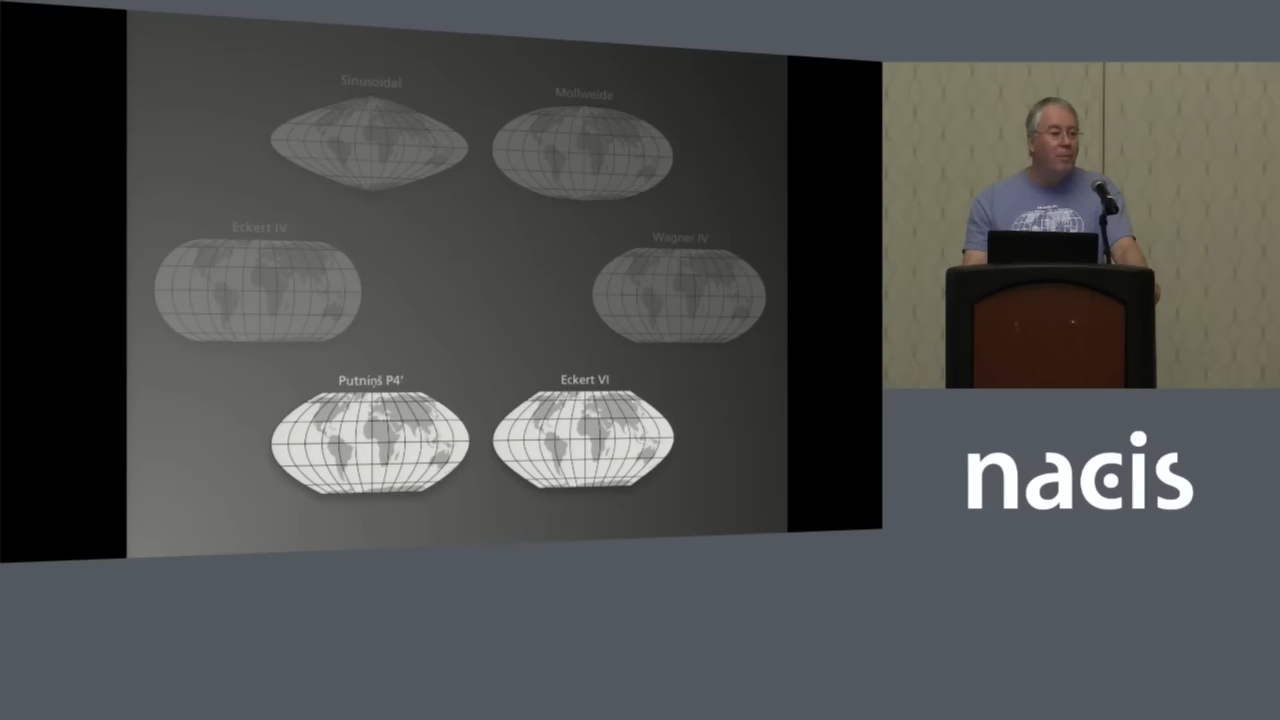 Sinusoidal
Mollweide
Eckert IV
Wagner IV
Putniņš P4'
Eckert VI
nacis